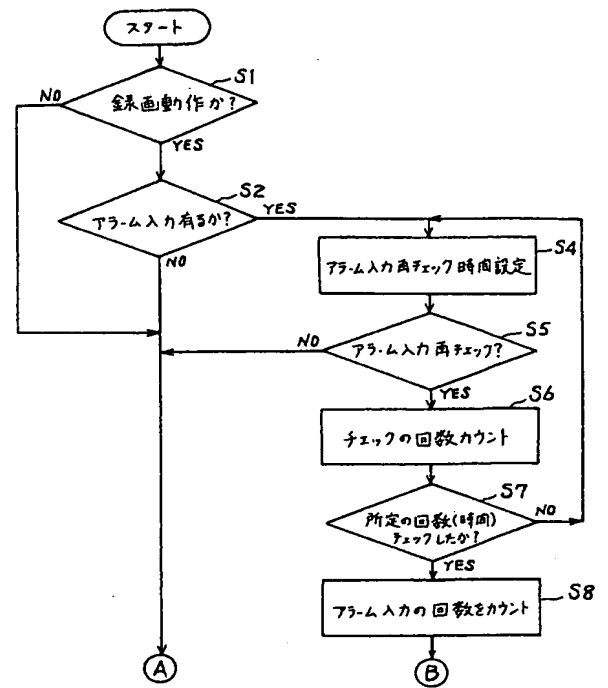 スタート
S1
録画動作か?
NO
YES
S2
アラーム入力有るか?
YES
NO
S4
アラーム入力再チェック時間設定
S5
アラーム入力再チェック?
NO
YES
S6
チェックの回数カウント
S7
所定の回数(時間)
チェックしたか?
NO
YES
S8
アラーム入力の回数をカウント
A
B